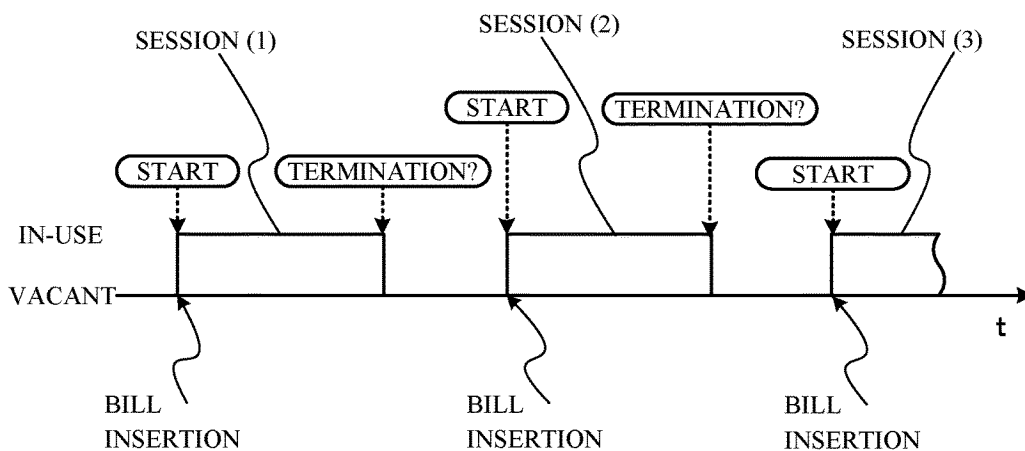 SESSION (1)
SESSION (2)
SESSION (3)
START
TERMINATION?
START
TERMINATION?
START
IN-USE
VACANT
t
BILL
INSERTION
BILL
INSERTION
BILL
INSERTION